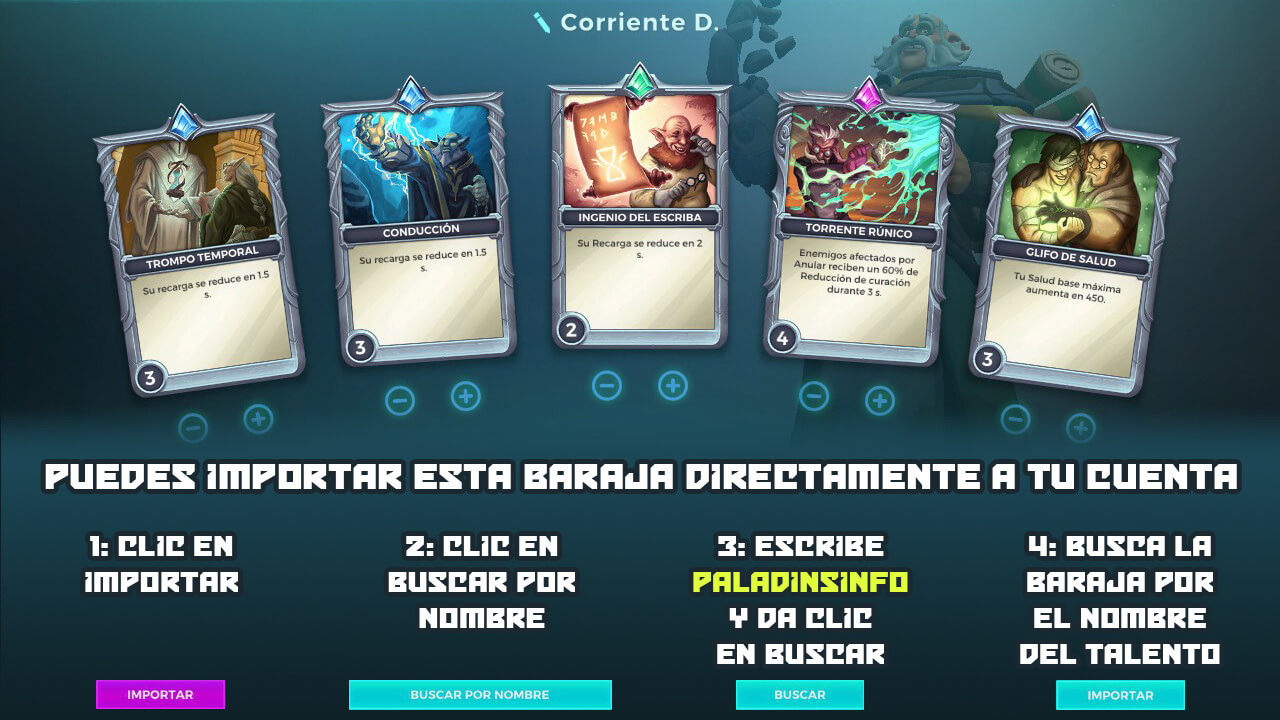 Corriente D.
TROMPO TEMPORAL
Su recarga se reduce en 1.5
s.
3
CONDUCCIÓN
Su recarga se reduce en 1.5
s.
3
INGENIO DEL ESCRIBA
Su Recarga se reduce en 2
s.
2
TORRENTE RÚNICO
Enemigos afectados por
Anular reciben un 60% de
Reducción de curación
durante 3 s.
4
GLIFO DE SALUD
Tu Salud base máxima
aumenta en 450.
3
PUEDES IMPORTAR ESTA BARAJA DIRECTAMENTE A TU CUENTA
1: CLIC EN
IMPORTAR
IMPORTAR
2: CLIC EN
BUSCAR POR
NOMBRE
BUSCAR POR NOMBRE
3: ESCRIBE
PALADINSINFO
Y DA CLIC
EN BUSCAR
BUSCAR
4: BUSCA LA
BARAJA POR
EL NOMBRE
DEL TALENTO
IMPORTAR